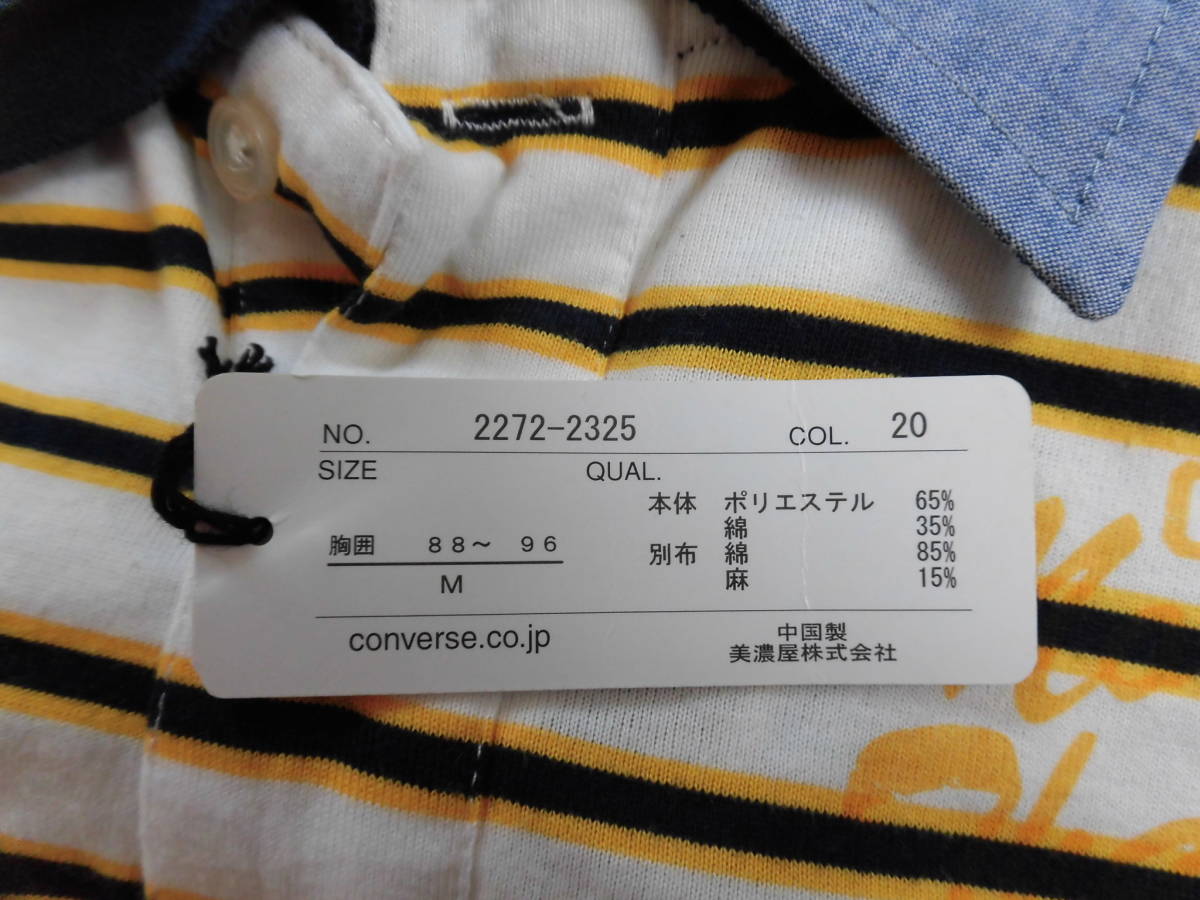 NO. 2272-2325 COL. 20
SIZE QUAL.
本体 ポリエステル 65%
綿 35%
胸囲 88～ 96
別布 綿 85%
M
麻 15%
converse.co.jp
中国製
美濃屋株式会社